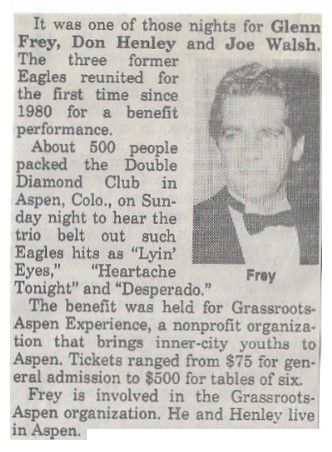 It was one of those nights for Glenn
Frey, Don Henley and Joe Walsh.
The three former
Eagles reunited for
the first time since
1980 for a benefit
performance.
About 500 people
packed the Double
Diamond Club in
Aspen, Colo., on Sun-
day night to hear the
trio belt out such
Eagles hits as "Lyin'
Eyes," "Heartache
Tonight" and "Desperado."
Frey
The benefit was held for Grassroots-
Aspen Experience, a nonprofit organiza-
tion that brings inner-city youths to
Aspen. Tickets ranged from $75 for gen-
eral admission to $500 for tables of six.
Frey is involved in the Grassroots-
Aspen organization. He and Henley live
in Aspen.